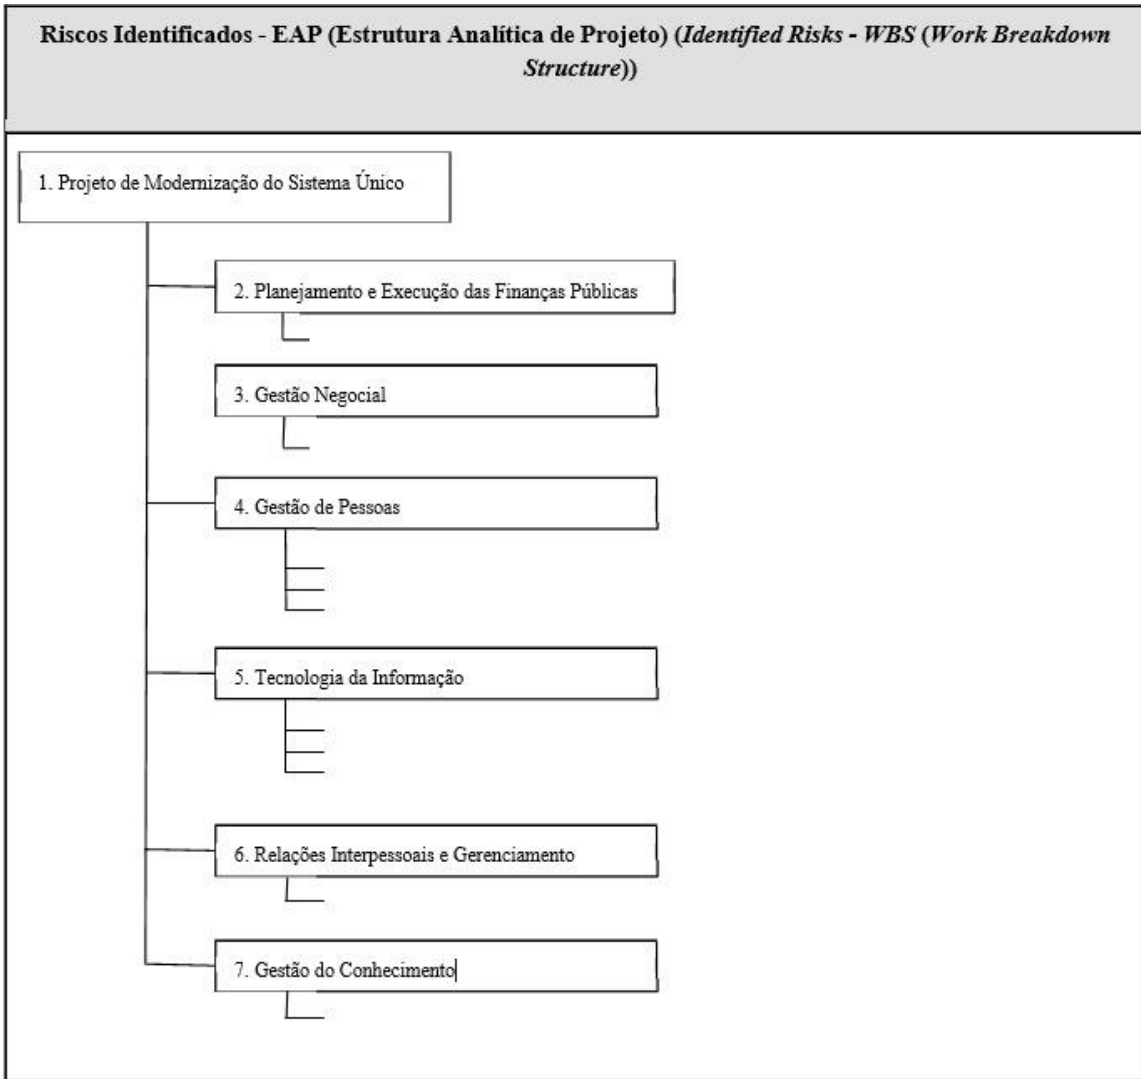 Riscos Identificados - EAP (Estrutura Analítica de Projeto) (Identified Risks - WBS (Work Breakdown
Structure))
1. Projeto de Modernização do Sistema Único
2. Planejamento e Execução das Finanças Públicas
3. Gestão Negocial
4. Gestão de Pessoas
5. Tecnologia da Informação
6. Relações Interpessoais e Gerenciamento
7. Gestão do Conhecimento